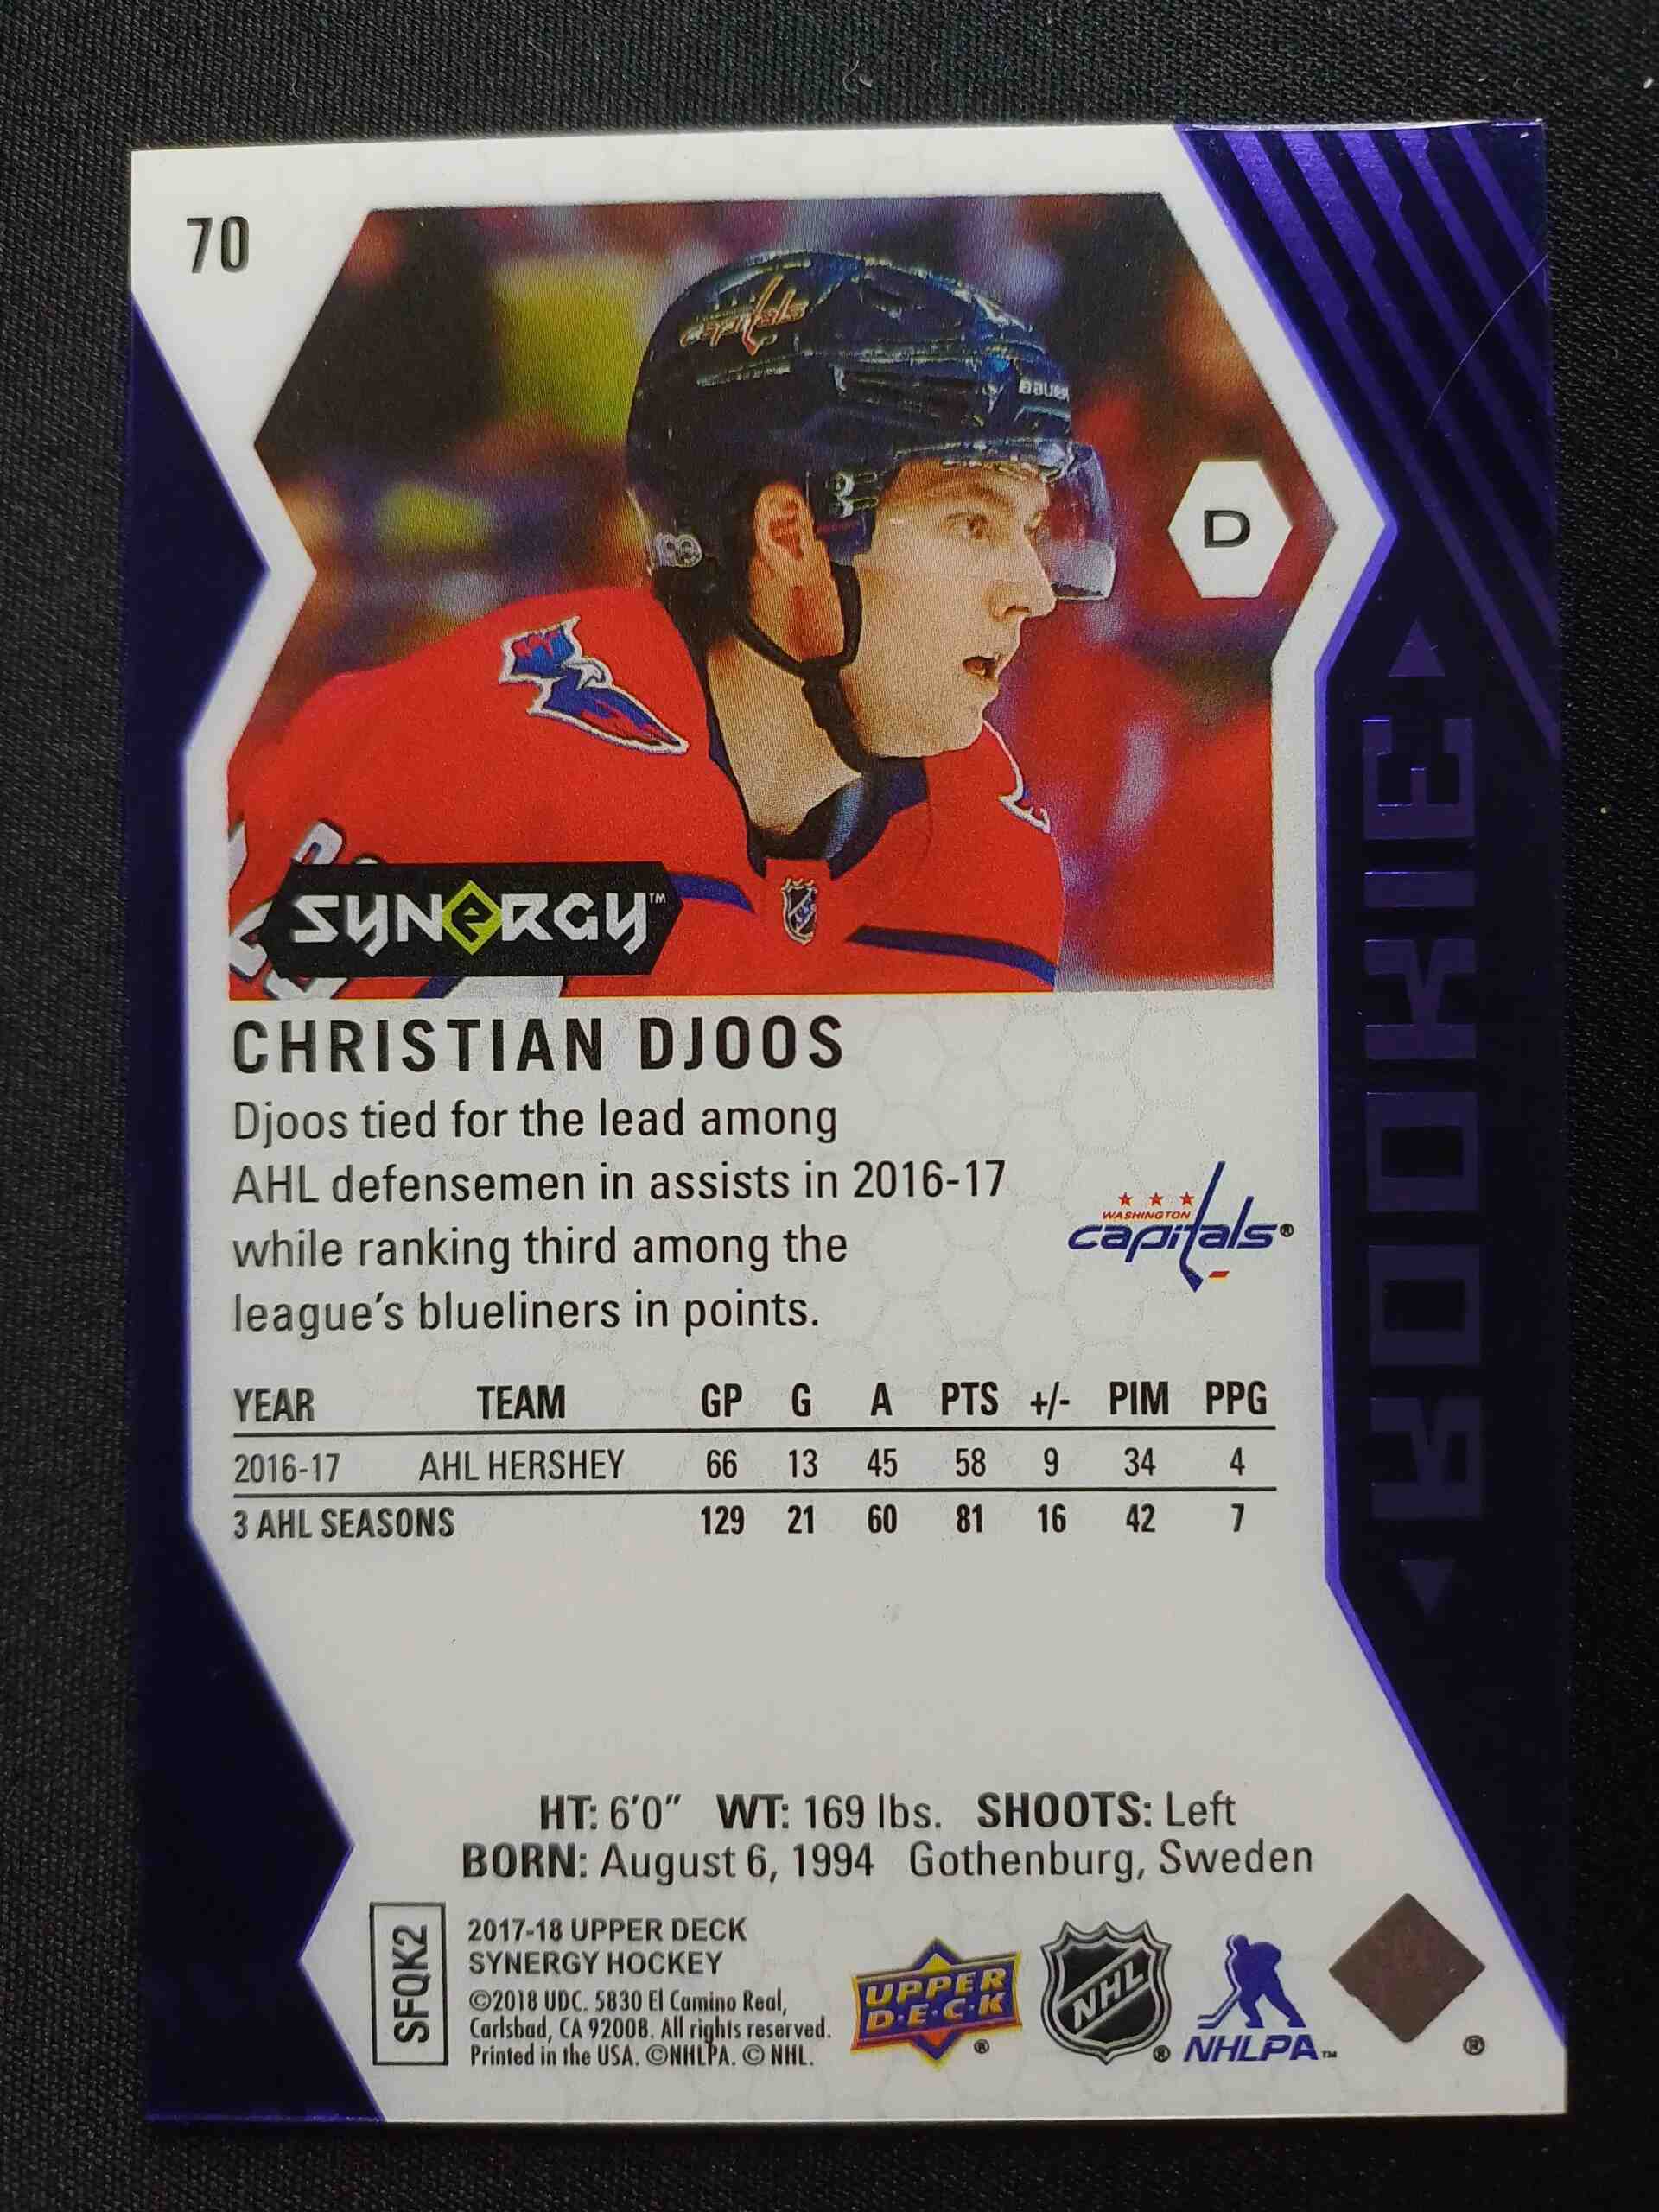 70
capitals
BAUER
D
SYNERGY™
CHRISTIAN DJOOS
Djoos tied for the lead among
AHL defensemen in assists in 2016-17
while ranking third among the
league's blueliners in points.
WASHINGTON
capitals®
YEAR TEAM GP G A PTS +/- PIM PPG
2016-17 AHL HERSHEY 66 13 45 58 9 34 4
3 AHL SEASONS 129 21 60 81 16 42 7
ROOKIE
HT: 6'0" WT: 169 lbs. SHOOTS: Left
BORN: August 6, 1994 Gothenburg, Sweden
SFQK2
2017-18 UPPER DECK
SYNERGY HOCKEY
©2018 UDC. 5830 El Camino Real,
Carlsbad, CA 92008. All rights reserved.
Printed in the USA. ©NHLPA. © NHL.
UPPER
D·E·C·K
®
NHL
®
NHLPA™
®